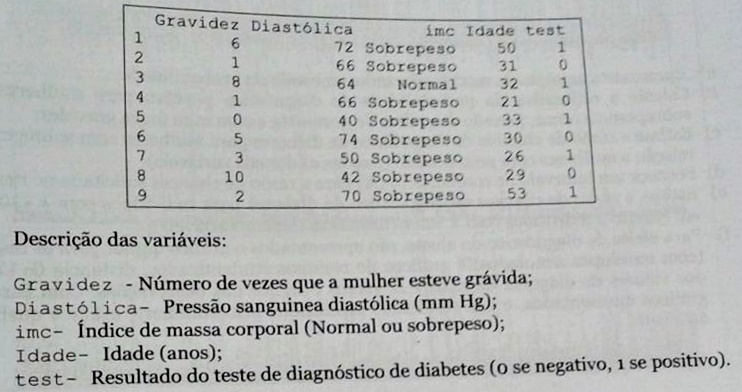 Gravidez Diastólica imc Idade test
1 6 72 Sobrepeso 50 1
2 1 66 Sobrepeso 31 0
3 8 64 Normal 32 1
4 1 66 Sobrepeso 21 0
5 0 40 Sobrepeso 33 1
6 5 74 Sobrepeso 30 0
7 3 50 Sobrepeso 26 1
8 10 42 Sobrepeso 29 0
9 2 70 Sobrepeso 53 1
Descrição das variáveis:
Gravidez - Número de vezes que a mulher esteve grávida;
Diastólica- Pressão sanguinea diastólica (mm Hg);
imc- Índice de massa corporal (Normal ou sobrepeso);
Idade- Idade (anos);
test- Resultado do teste de diagnóstico de diabetes (0 se negativo, 1 se positivo).